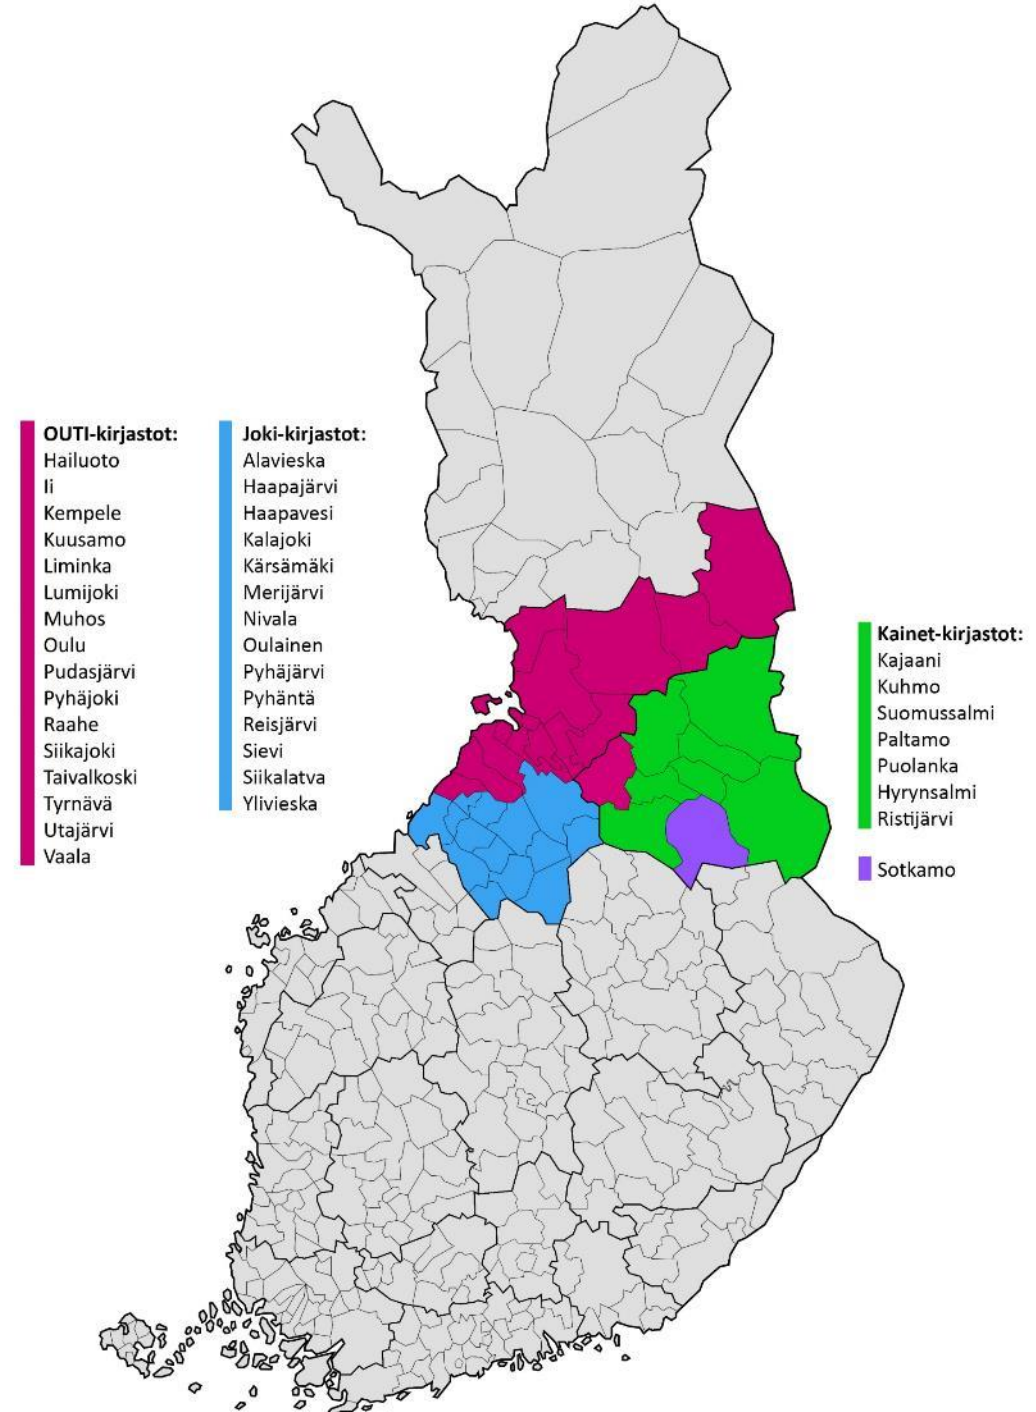 OUTI-kirjastot:
Hailuoto
Ii
Kempele
Kuusamo
Liminka
Lumijoki
Muhos
Oulu
Pudasjärvi
Pyhäjoki
Raahe
Siikajoki
Taivalkoski
Tyrnävä
Utajärvi
Vaala
Joki-kirjastot:
Alavieska
Haapajärvi
Haapavesi
Kalajoki
Kärsämäki
Merijärvi
Nivala
Oulainen
Pyhäjärvi
Pyhäntä
Reisjärvi
Sievi
Siikalatva
Ylivieska
Kainet-kirjastot:
Kajaani
Kuhmo
Suomussalmi
Paltamo
Puolanka
Hyrynsalmi
Ristijärvi
Sotkamo